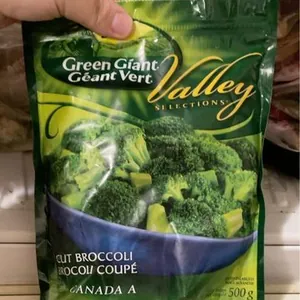 Green Giant
Géant Vert
Valley
SELECTIONS
CUT BROCCOLI
BROCOLI COUPÉ
CANADA A
500 g